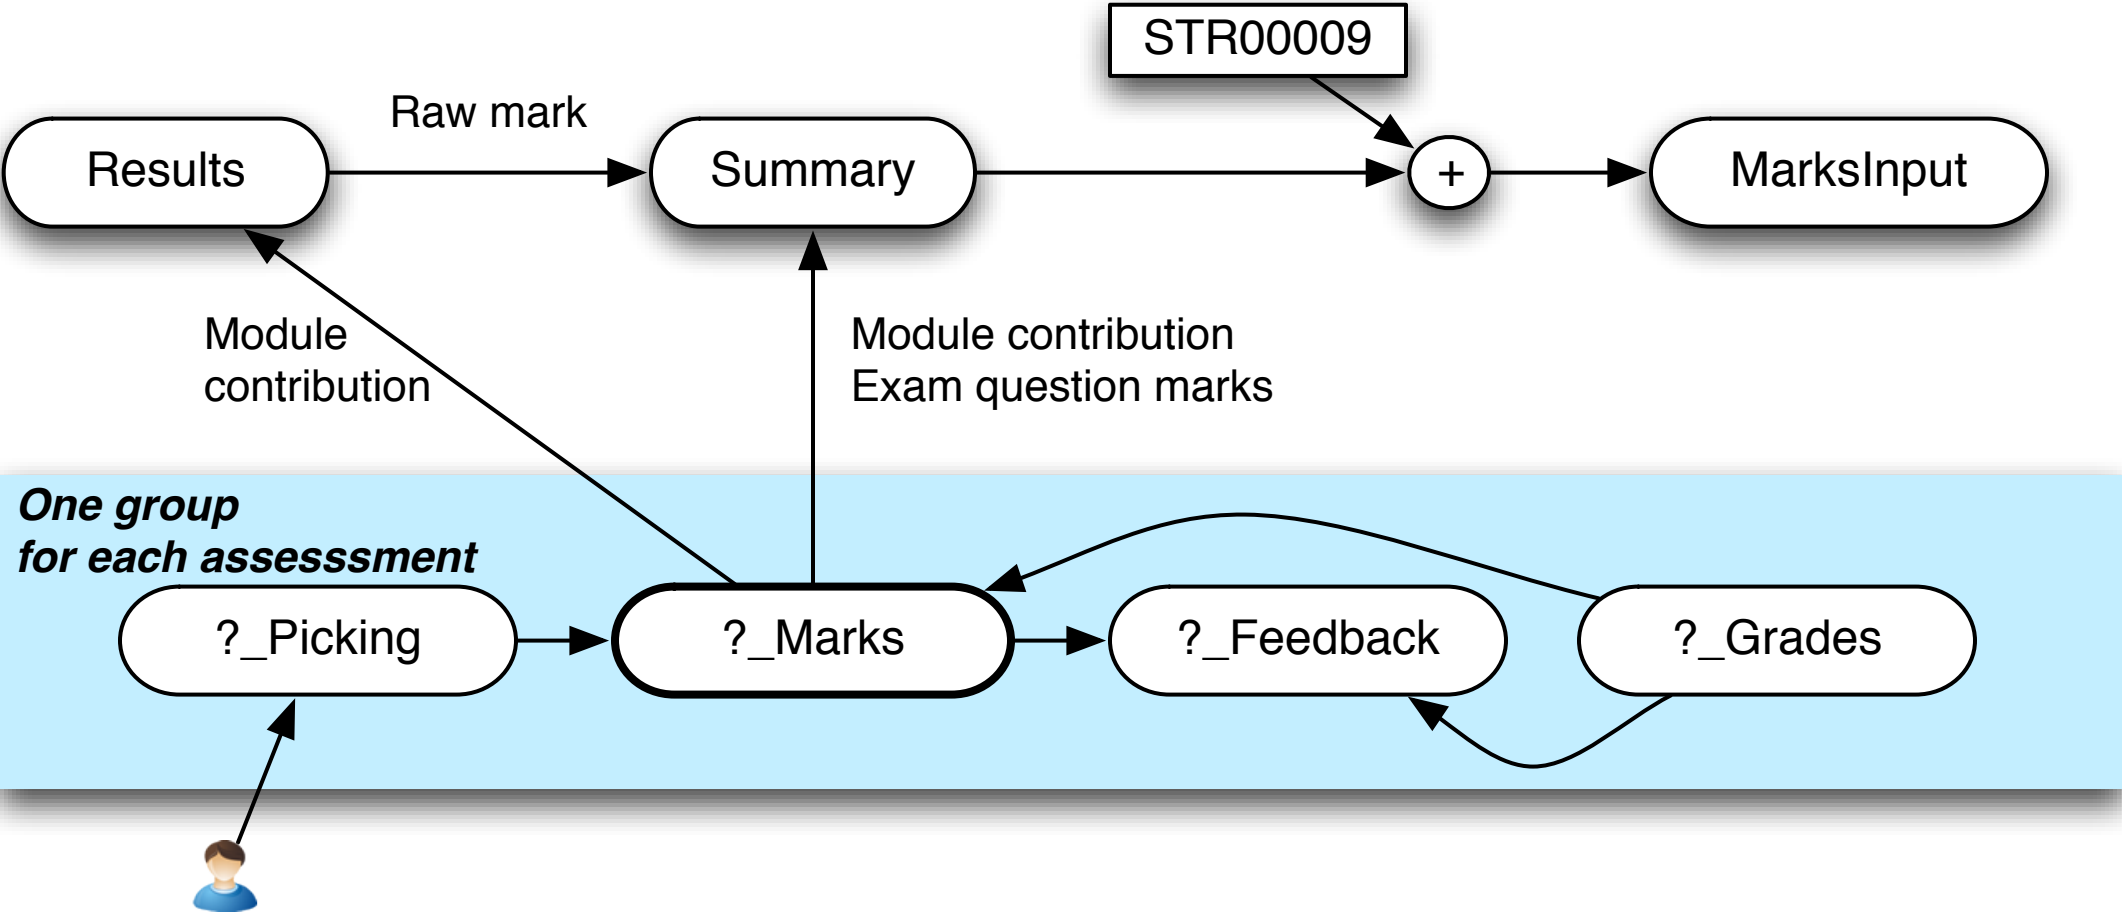 STR00009
Raw mark
Results
Summary
+
MarksInput
Module
contribution
Module contribution
Exam question marks
One group
for each assesssment
?_Picking
?_Marks
?_Feedback
?_Grades